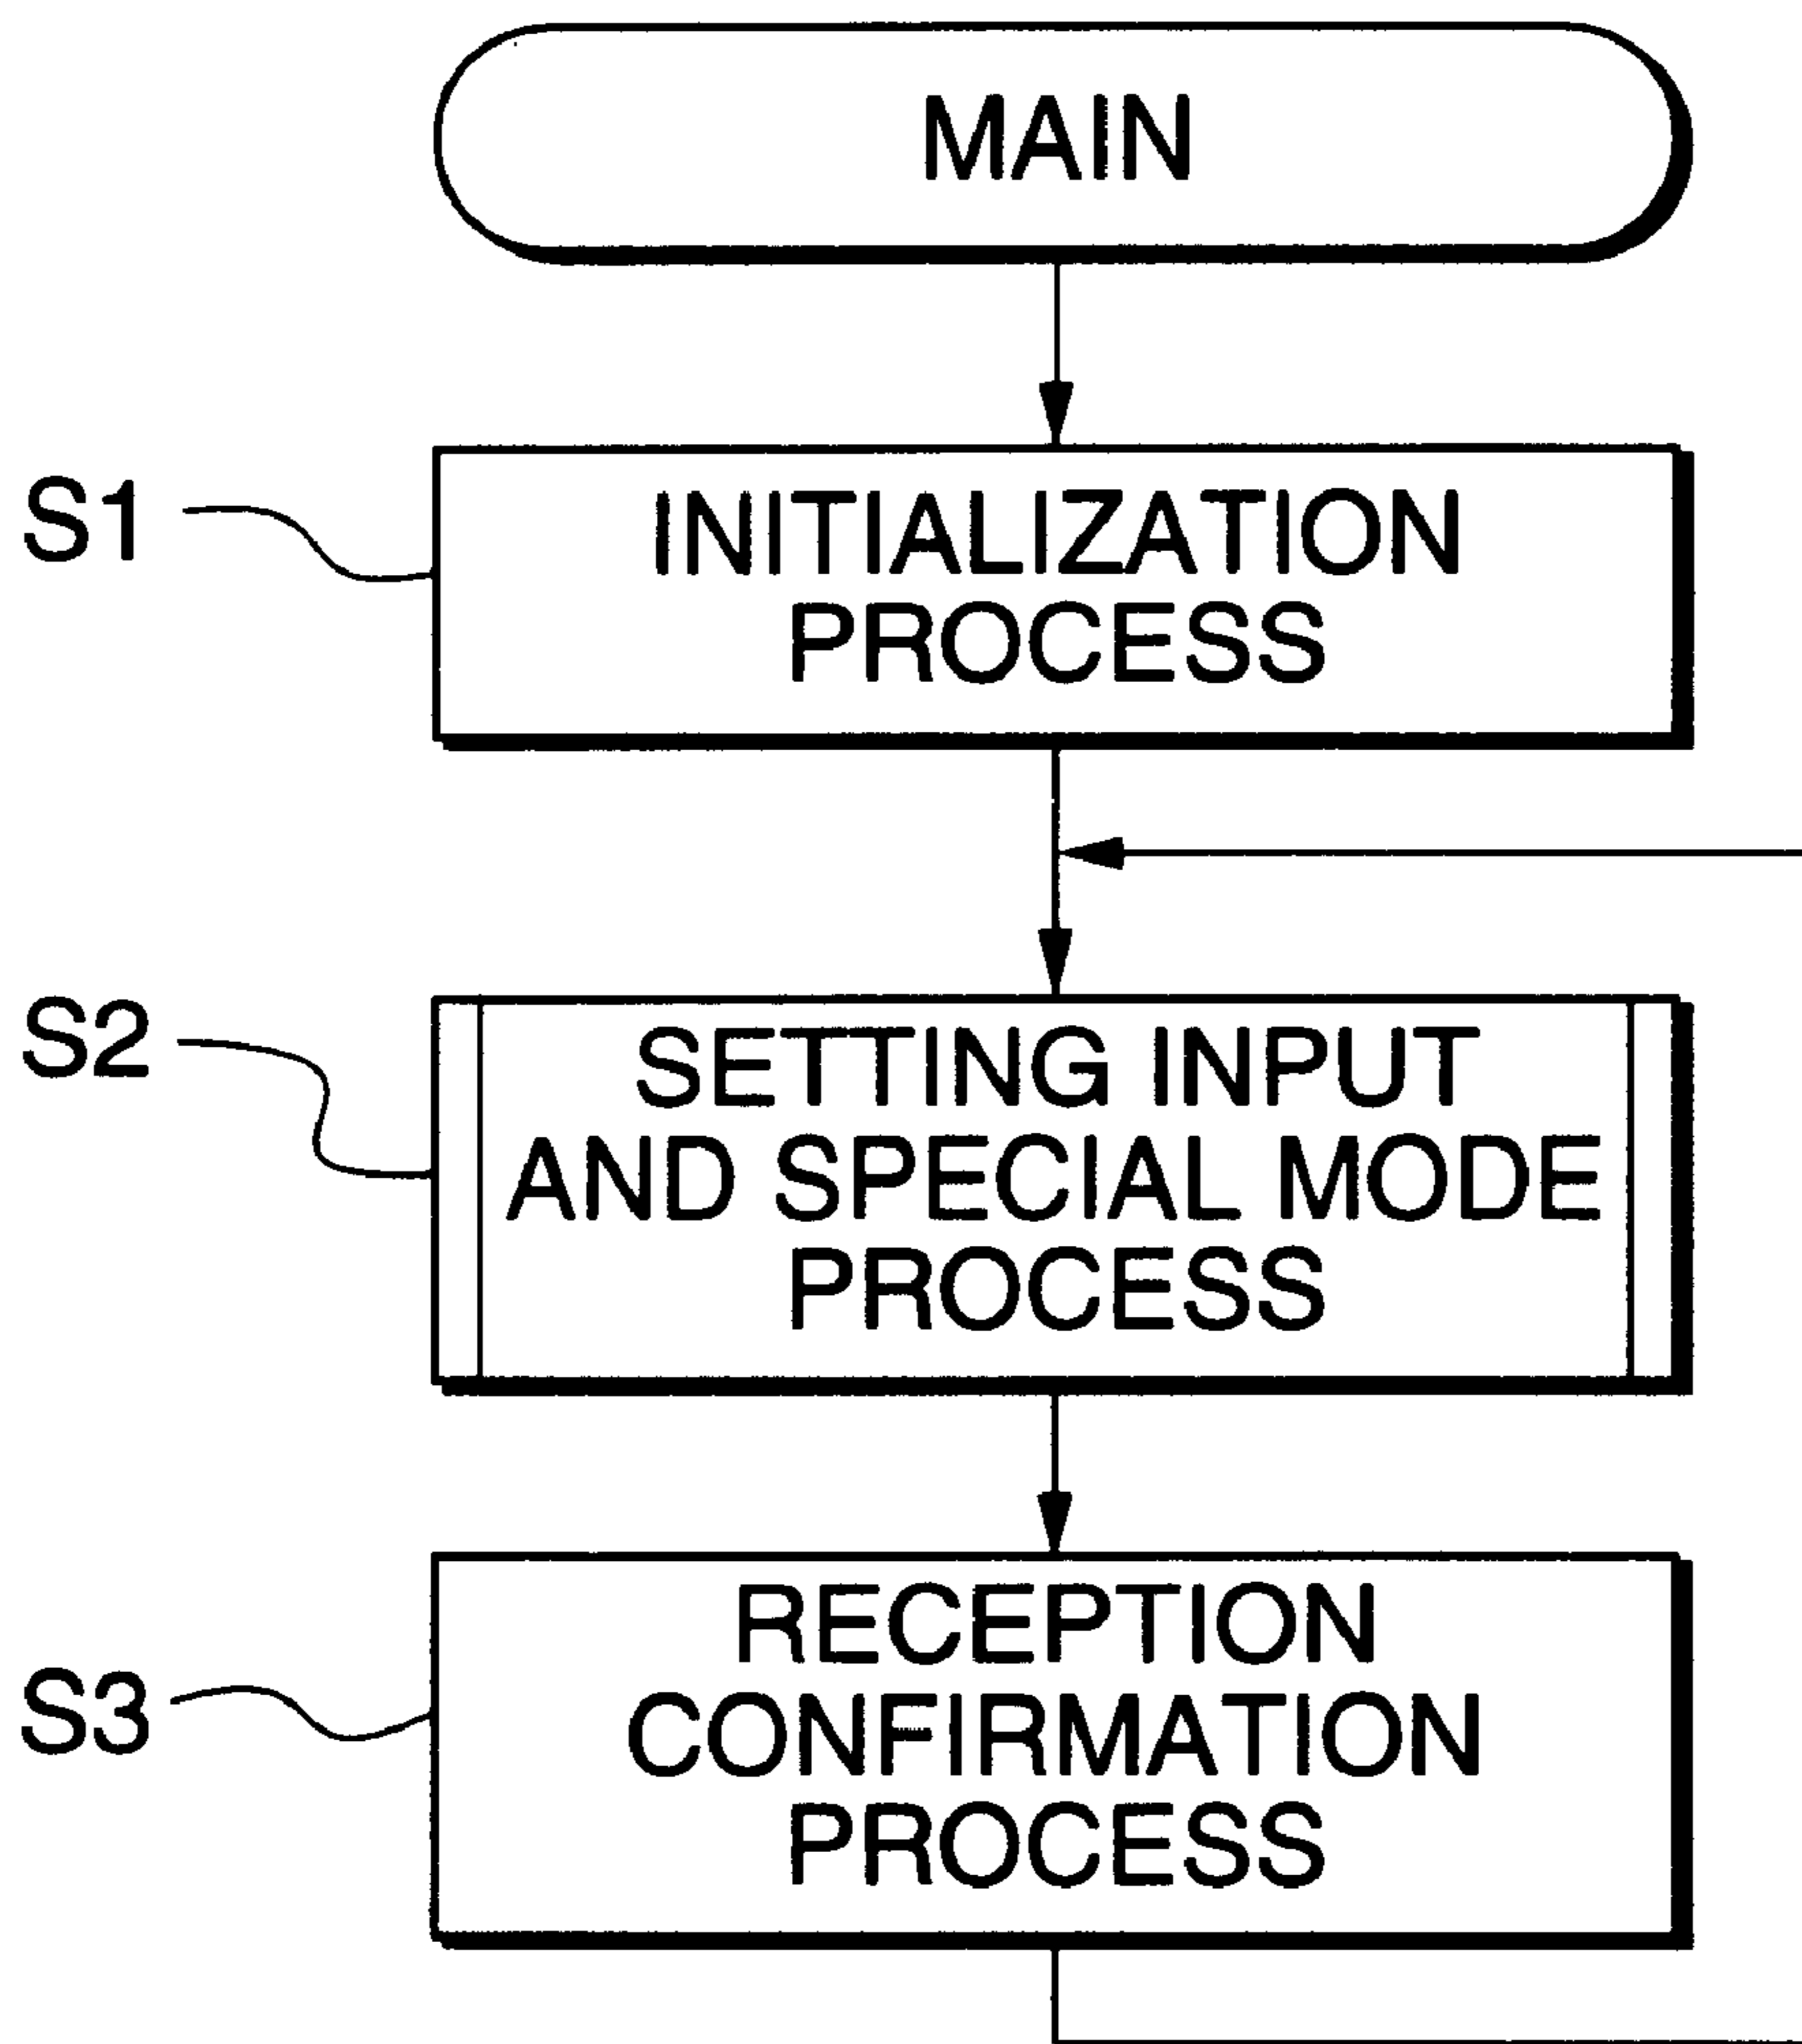 MAIN
S1
INITIALIZATION
PROCESS
S2
SETTING INPUT
AND SPECIAL MODE
PROCESS
S3
RECEPTION
CONFIRMATION
PROCESS